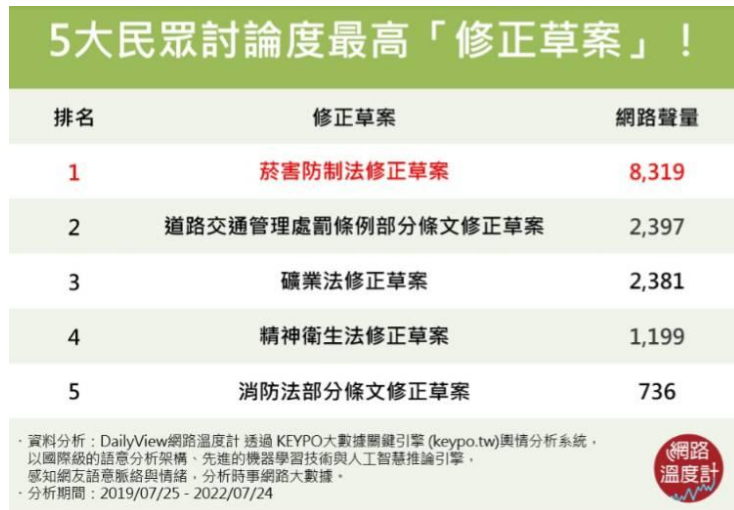 5大民眾討論度最高「修正草案」！
排名 修正草案 網路聲量
1 菸害防制法修正草案 8,319
2 道路交通管理處罰條例部分條文修正草案 2,397
3 礦業法修正草案 2,381
4 精神衛生法修正草案 1,199
5 消防法部分條文修正草案 736
· 資料分析：DailyView網路溫度計 透過 KEYPO大數據關鍵引擎 (keypo.tw)輿情分析系統，
以國際級的語意分析架構、先進的機器學習技術與人工智慧推論引擎，
感知網友語意脈絡與情緒，分析時事網路大數據。
· 分析期間：2019/07/25 - 2022/07/24
網路
溫度計